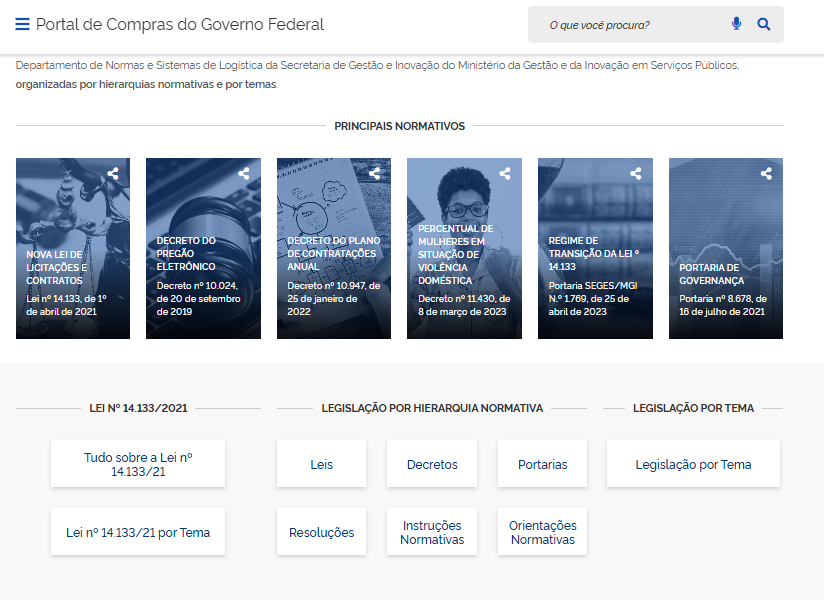 Portal de Compras do Governo Federal
O que você procura?
Departamento de Normas e Sistemas de Logística da Secretaria de Gestão e Inovação do Ministério da Gestão e da Inovação em Serviços Públicos,
organizadas por hierarquias normativas e por temas.
PRINCIPAIS NORMATIVOS
NOVA LEI DE
LICITAÇÕES E
CONTRATOS
Lei nº 14.133, de 1º
de abril de 2021
DECRETO DO
PREGÃO
ELETRÔNICO
Decreto nº 10.024,
de 20 de setembro
de 2019
DECRETO DO PLANO
DE CONTRATAÇÕES
ANUAL
Decreto nº 10.947, de
25 de janeiro de
2022
PERCENTUAL DE
MULHERES EM
SITUAÇÃO DE
VIOLÊNCIA
DOMÉSTICA
Decreto nº 11.430, de
8 de março de 2023
REGIME DE
TRANSIÇÃO DA LEI º
14.133
Portaria SEGES/MGI
N.º 1.769, de 25 de
abril de 2023
PORTARIA DE
GOVERNANÇA
Portaria nº 8.678, de
16 de julho de 2021
LEI Nº 14.133/2021
Tudo sobre a Lei nº
14.133/21
Lei nº 14.133/21 por Tema
LEGISLAÇÃO POR HIERARQUIA NORMATIVA
Leis
Decretos
Portarias
Resoluções
Instruções
Normativas
Orientações
Normativas
LEGISLAÇÃO POR TEMA
Legislação por Tema